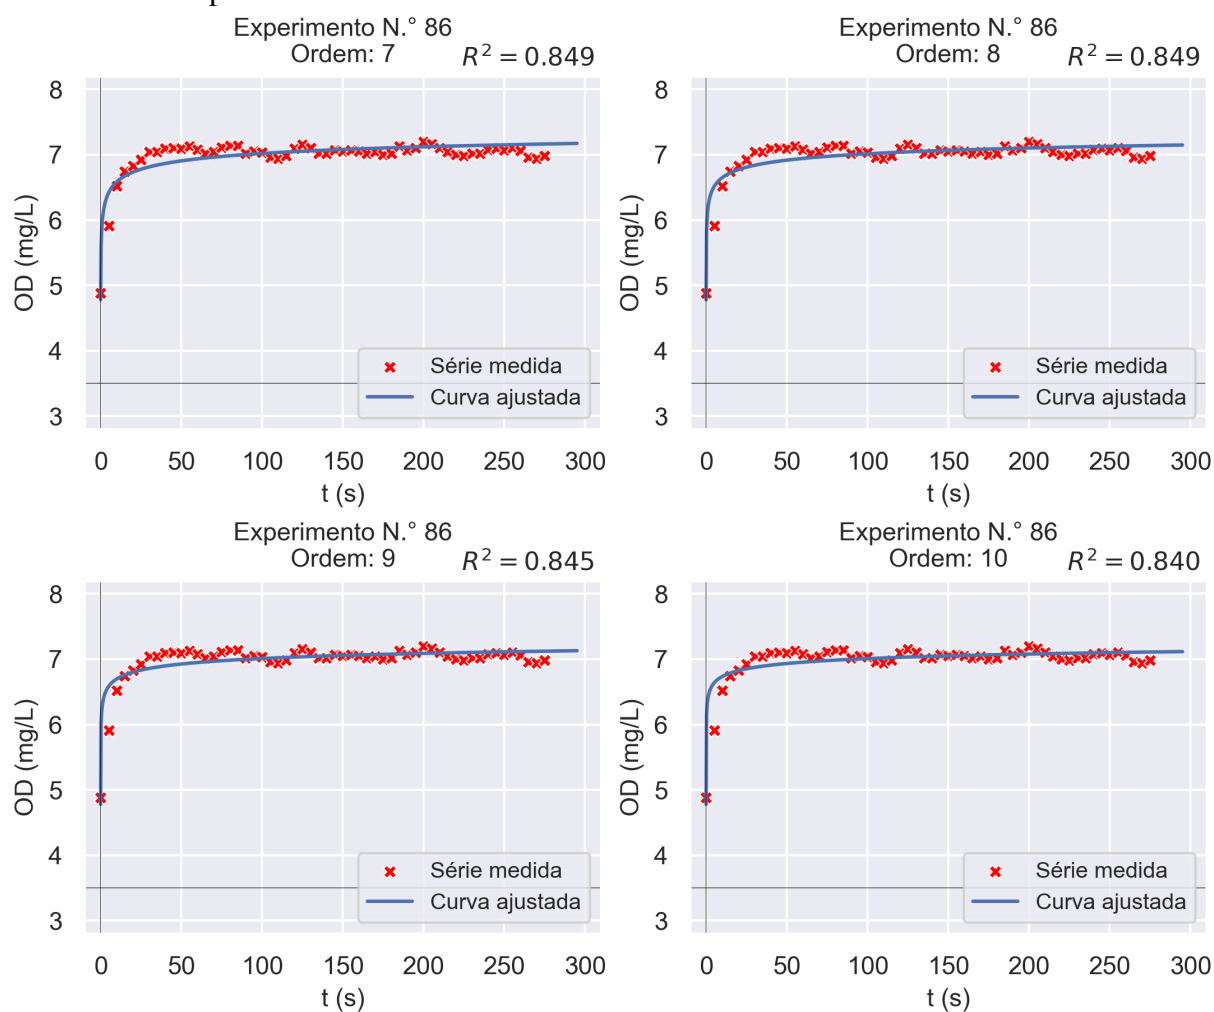 Experimento N.° 86
Ordem: 7
R² = 0.849
8
7
6
5
4
3
OD (mg/L)
Série medida
Curva ajustada
0 50 100 150 200 250 300
t (s)
Experimento N.° 86
Ordem: 8
R² = 0.849
8
7
6
5
4
3
OD (mg/L)
Série medida
Curva ajustada
0 50 100 150 200 250 300
t (s)
Experimento N.° 86
Ordem: 9
R² = 0.845
8
7
6
5
4
3
OD (mg/L)
Série medida
Curva ajustada
0 50 100 150 200 250 300
t (s)
Experimento N.° 86
Ordem: 10
R² = 0.840
8
7
6
5
4
3
OD (mg/L)
Série medida
Curva ajustada
0 50 100 150 200 250 300
t (s)